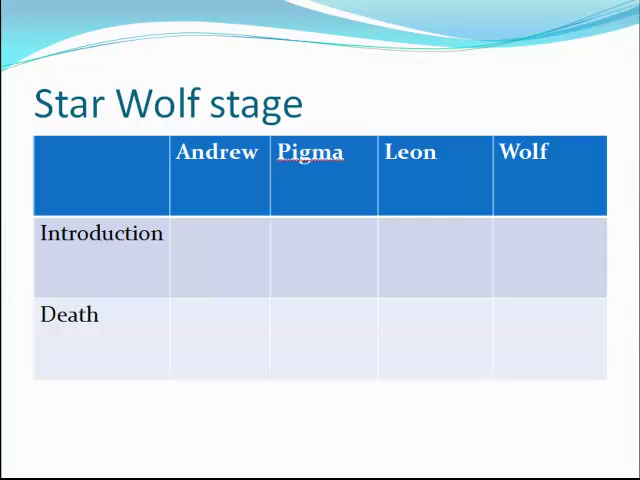 Star Wolf stage
Andrew Pigma Leon Wolf
Introduction
Death